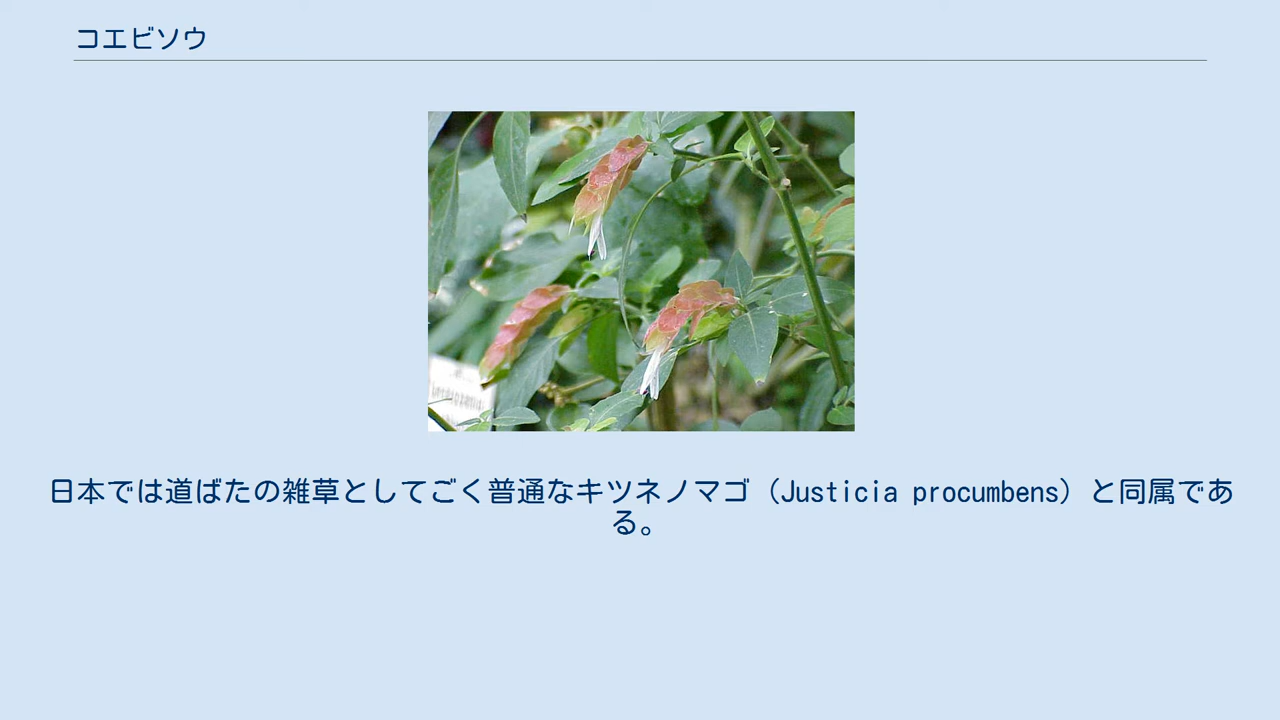 コエビソウ
日本では道ばたの雑草としてごく普通なキツネノマゴ（Justicia procumbens）と同属であ
る。